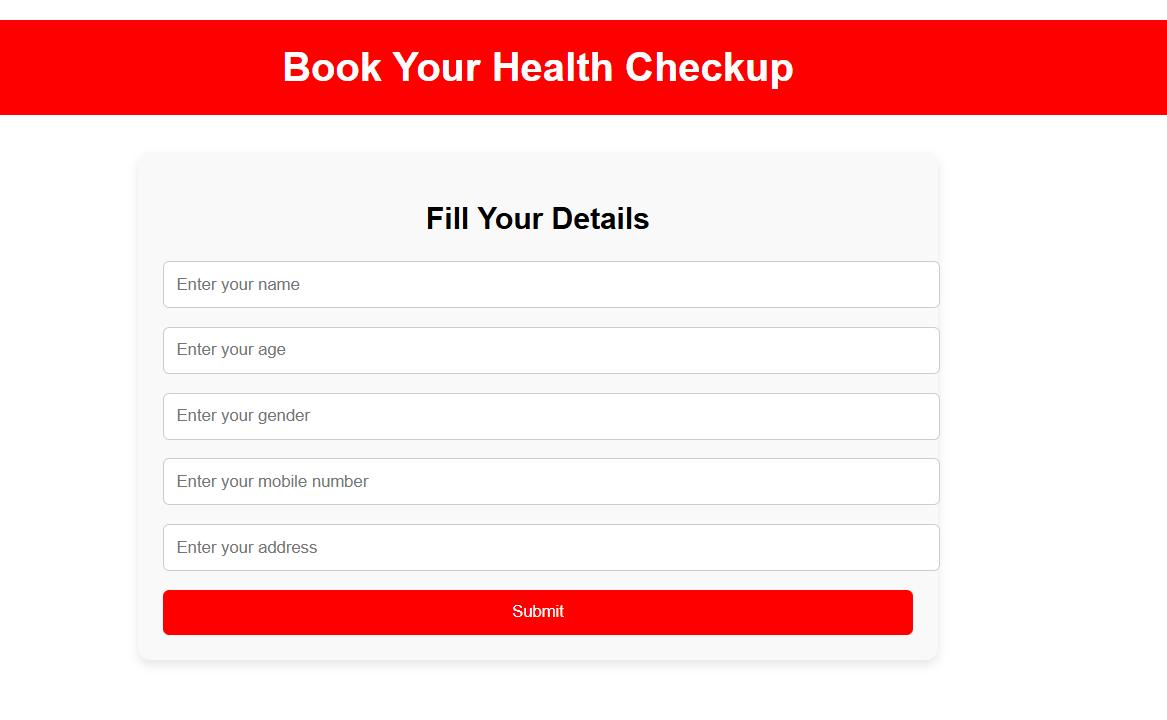 Book Your Health Checkup
Fill Your Details
Enter your name
Enter your age
Enter your gender
Enter your mobile number
Enter your address
Submit